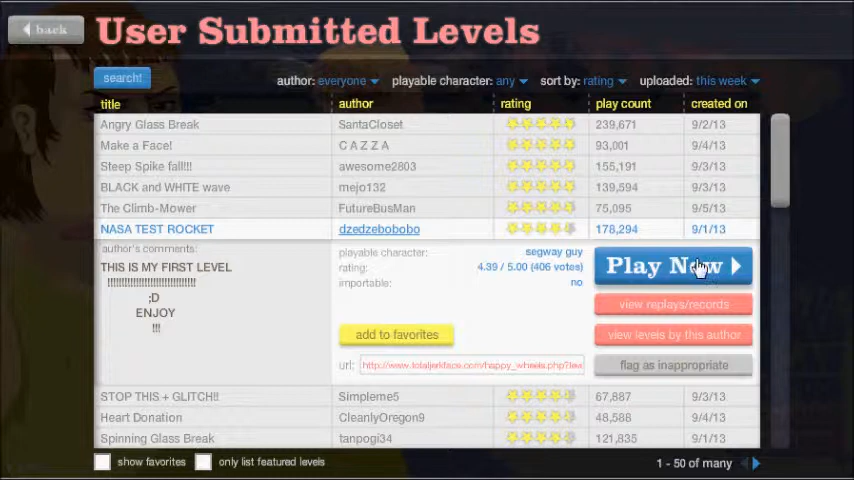 back
User Submitted Levels
search!
author: everyone playable character: any sort by: rating uploaded: this week
title author rating play count created on
Angry Glass Break SantaCloset 239,671 9/2/13
Make a Face! C A Z Z A 93,001 9/4/13
Steep Spike fall!!! awesome2803 155,191 9/3/13
BLACK and WHITE wave mejo132 139,594 9/3/13
The Climb-Mower FutureBusMan 75,095 9/5/13
NASA TEST ROCKET dzedzebobobo 178,294 9/1/13
author's comments:
THIS IS MY FIRST LEVEL
!!!!!!!!!!!!!!!!!!!!!!!!!!!!!!
;D
ENJOY
!!!
playable character: segway guy
rating: 4.39 / 5.00 (406 votes)
importable: no
add to favorites
url: http://www.totaljerkface.com/happy_wheels.php?lev
Play Now
view replays/records
view levels by this author
flag as inappropriate
STOP THIS + GLITCH!! Simpleme5 67,887 9/3/13
Heart Donation CleanlyOregon9 48,588 9/4/13
Spinning Glass Break tanpogi34 121,835 9/1/13
show favorites only list featured levels 1 - 50 of many